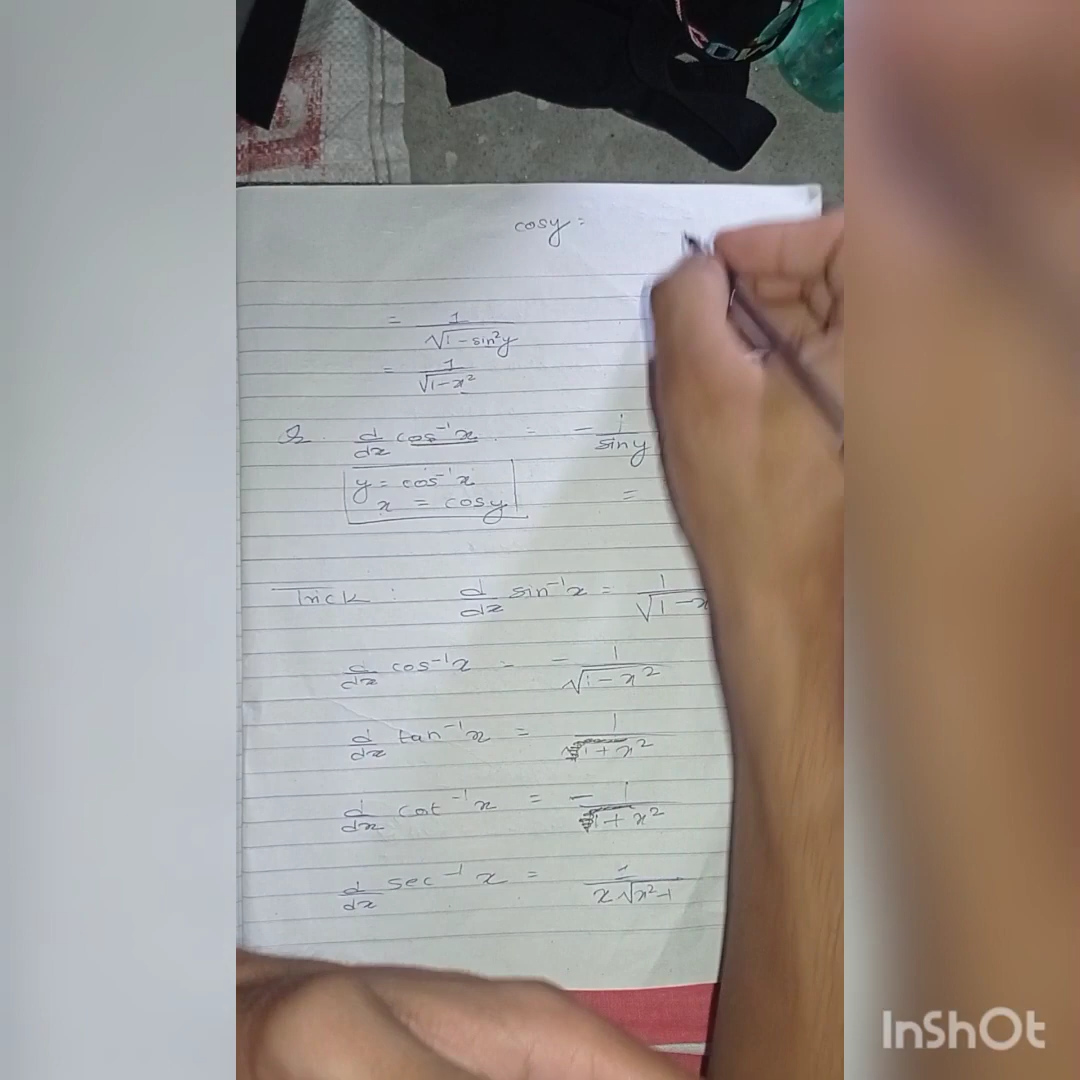 cosy =
= 1/√(1-sin²y)
= 1/√(1-x²)
2. d/dx cos⁻¹x = - 1/siny
y = cos⁻¹x
x = cosy
=
Trick : d/dx sin⁻¹x = 1/√(1-x
d/dx cos⁻¹x = - 1/√(1-x²)
d/dx tan⁻¹x = 1/(1+x²)
d/dx cot⁻¹x = - 1/(1+x²)
d/dx sec⁻¹x = 1/(x√(x²-1))
InShOt